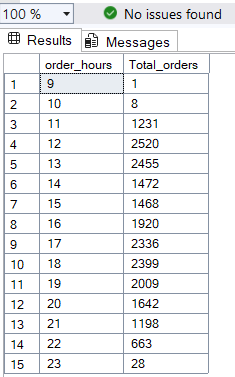 100 % No issues found
Results Messages
order_hours Total_orders
1 9 1
2 10 8
3 11 1231
4 12 2520
5 13 2455
6 14 1472
7 15 1468
8 16 1920
9 17 2336
10 18 2399
11 19 2009
12 20 1642
13 21 1198
14 22 663
15 23 28